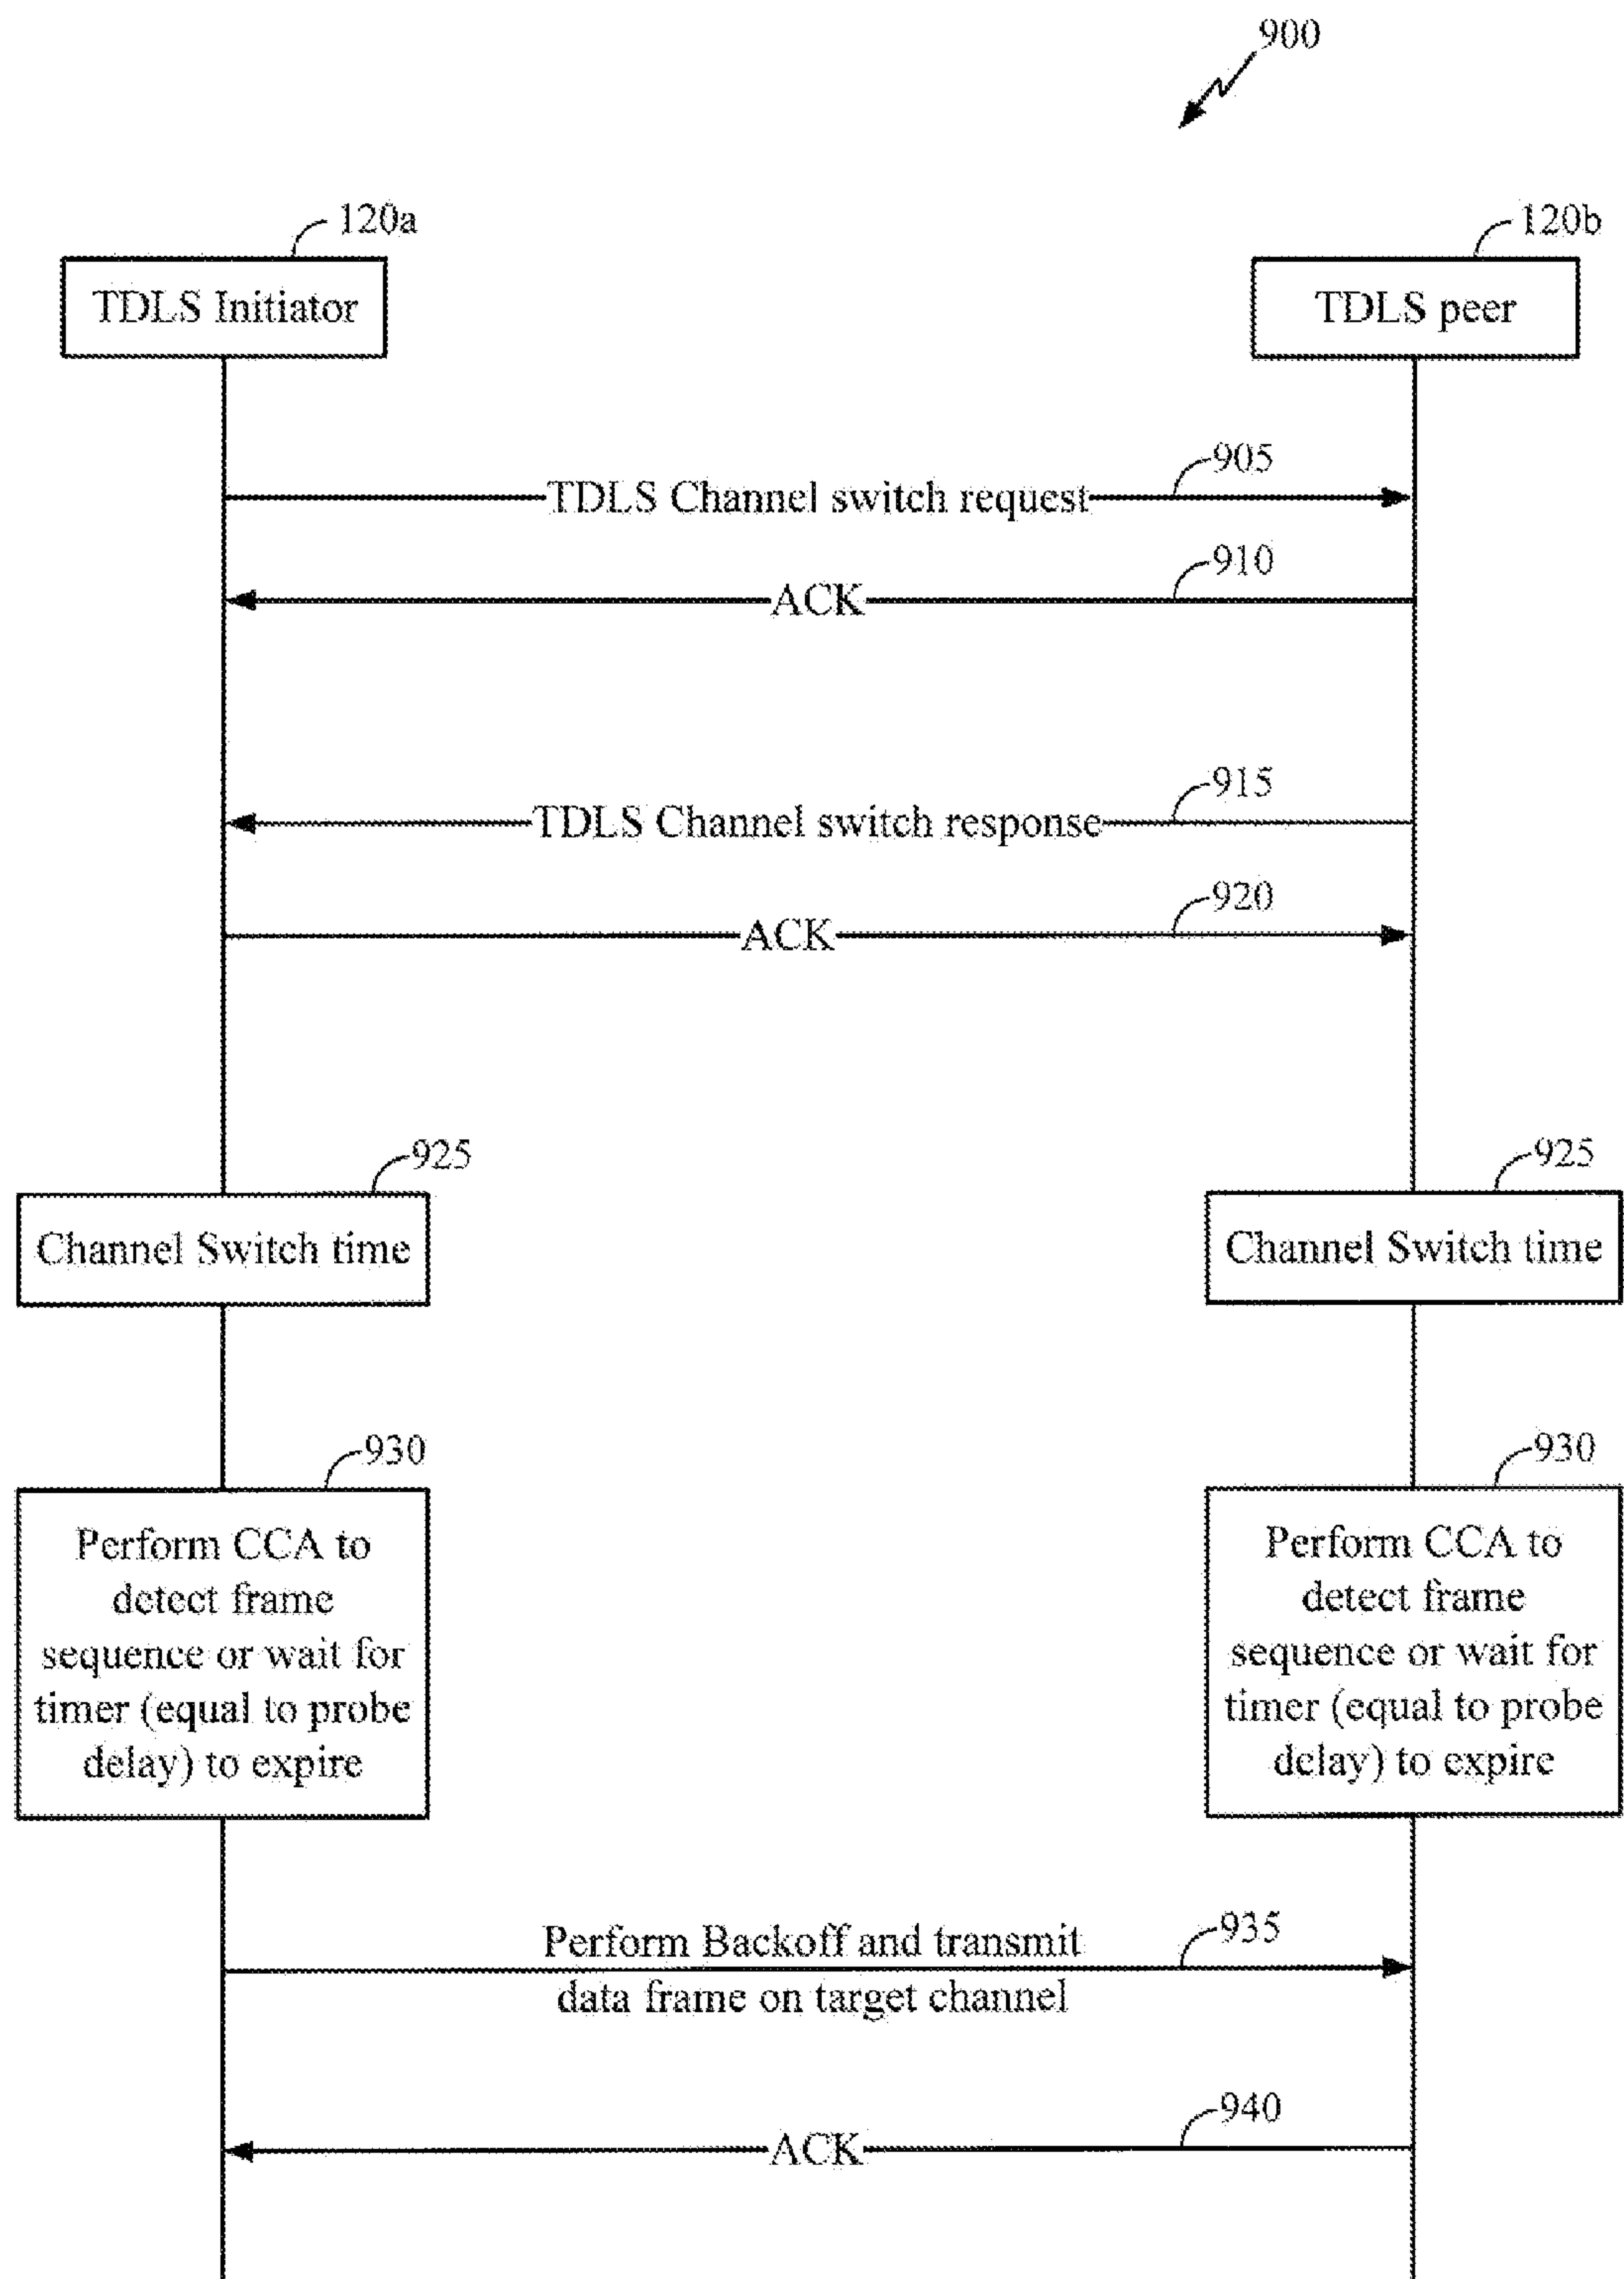 900
120a
120b
TDLS Initiator
TDLS peer
905
TDLS Channel switch request
910
ACK
915
TDLS Channel switch response
920
ACK
925
925
Channel Switch time
Channel Switch time
930
930
Perform CCA to
detect frame
sequence or wait for
timer (equal to probe
delay) to expire
Perform CCA to
detect frame
sequence or wait for
timer (equal to probe
delay) to expire
935
Perform Backoff and transmit
data frame on target channel
940
ACK